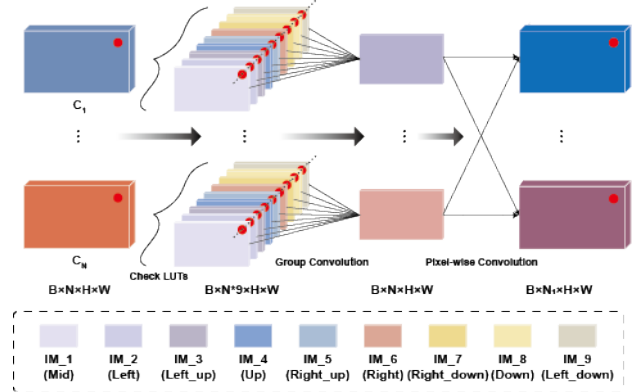 C1
CN
Check LUTs
Group Convolution
Pixel-wise Convolution
B×N×H×W
B×N*9×H×W
B×N×H×W
B×N₁×H×W
IM_1 IM_2 IM_3 IM_4 IM_5 IM_6 IM_7 IM_8 IM_9
(Mid) (Left) (Left_up) (Up) (Right_up) (Right) (Right_down) (Down) (Left_down)